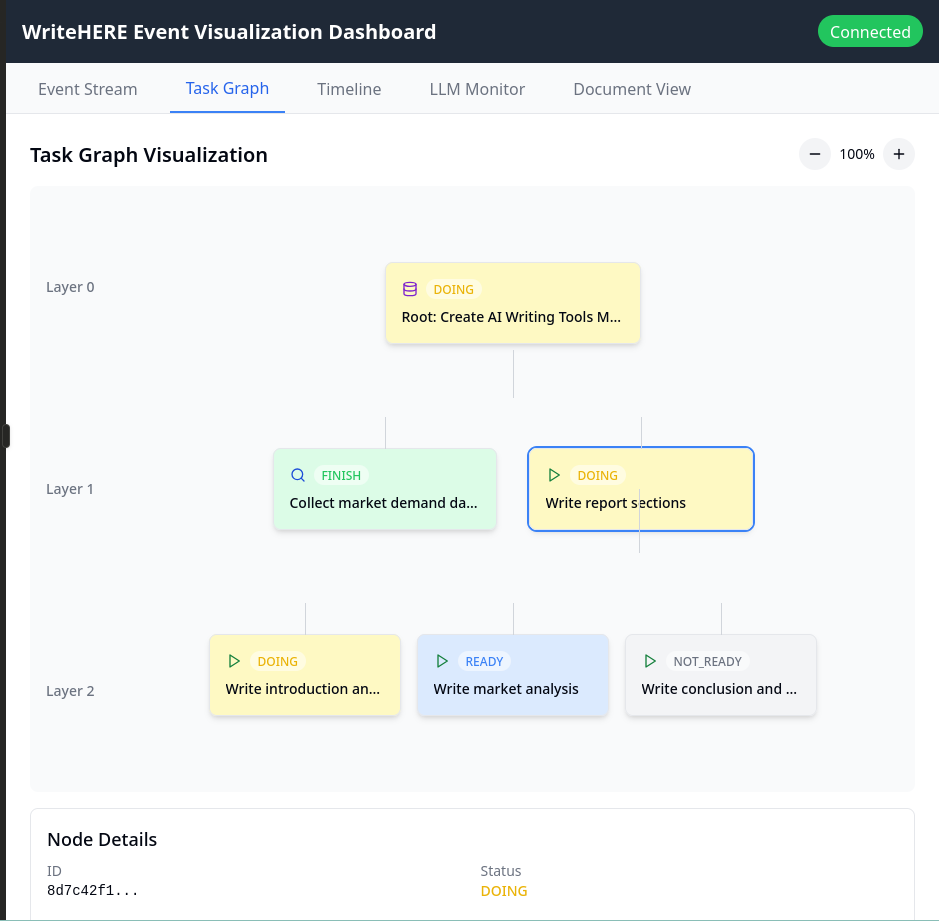 WriteHERE Event Visualization Dashboard
Connected
Event Stream
Task Graph
Timeline
LLM Monitor
Document View
Task Graph Visualization
100%
Layer 0
DOING
Root: Create AI Writing Tools M...
Layer 1
FINISH
Collect market demand da...
DOING
Write report sections
Layer 2
DOING
Write introduction an...
READY
Write market analysis
NOT_READY
Write conclusion and ...
Node Details
ID
8d7c42f1...
Status
DOING